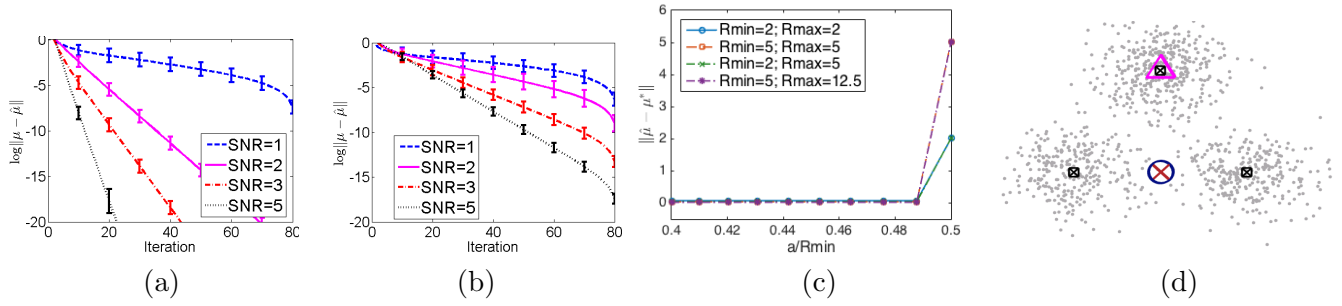 0
-5
-10
-15
-20
log‖μ − μ̂‖
SNR=1
SNR=2
SNR=3
SNR=5
0 20 40 60 80
Iteration
(a)
0
-5
-10
-15
-20
log‖μ − μ̂‖
SNR=1
SNR=2
SNR=3
SNR=5
0 20 40 60 80
Iteration
(b)
6
5
4
3
2
1
0
‖μ̂ − μ*‖
Rmin=2; Rmax=2
Rmin=5; Rmax=5
Rmin=2; Rmax=5
Rmin=5; Rmax=12.5
0.4 0.42 0.44 0.46 0.48 0.5
a/Rmin
(c)
(d)